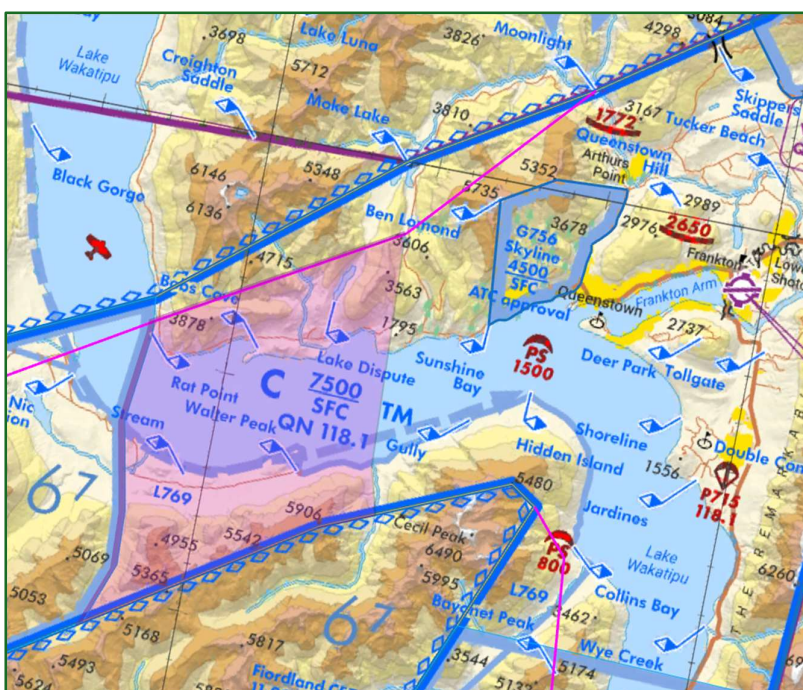 3698
Lake Luna
3826
Moonlight
4298
3084
Lake
Wakatipu
Creighton
Saddle
5712
Skippers
Saddle
Moke Lake
3810
1772
3167
Tucker Beach
Queenstown
Hill
Arthurs
Point
6146
5348
5352
Black Gorge
6136
5735
2989
Ben Lomond
3678
2976
2650
G756
Skyline
4500
SFC
ATC approval
Frankton
4715
3606
3563
Queenstown
Frankton Arm
Bobs Cove
3878
1795
2737
PS
1500
Lake Dispute
Sunshine
Bay
Deer Park
Tollgate
Rat Point
C
7500
SFC
QN 118.1
TM
Nic
Walter Peak
Stream
Gully
Shoreline
Hidden Island
1556
67
L769
5480
Jardines
P715
118.1
5906
5542
4955
5069
Cecil Peak
6490
PS
800
Lake
Wakatipu
5365
5995
6260
5053
67
L769
Collins Bay
THE REMARKAB
5168
Bayonet Peak
3462
5817
Wye Creek
5493
3544
5174
5624